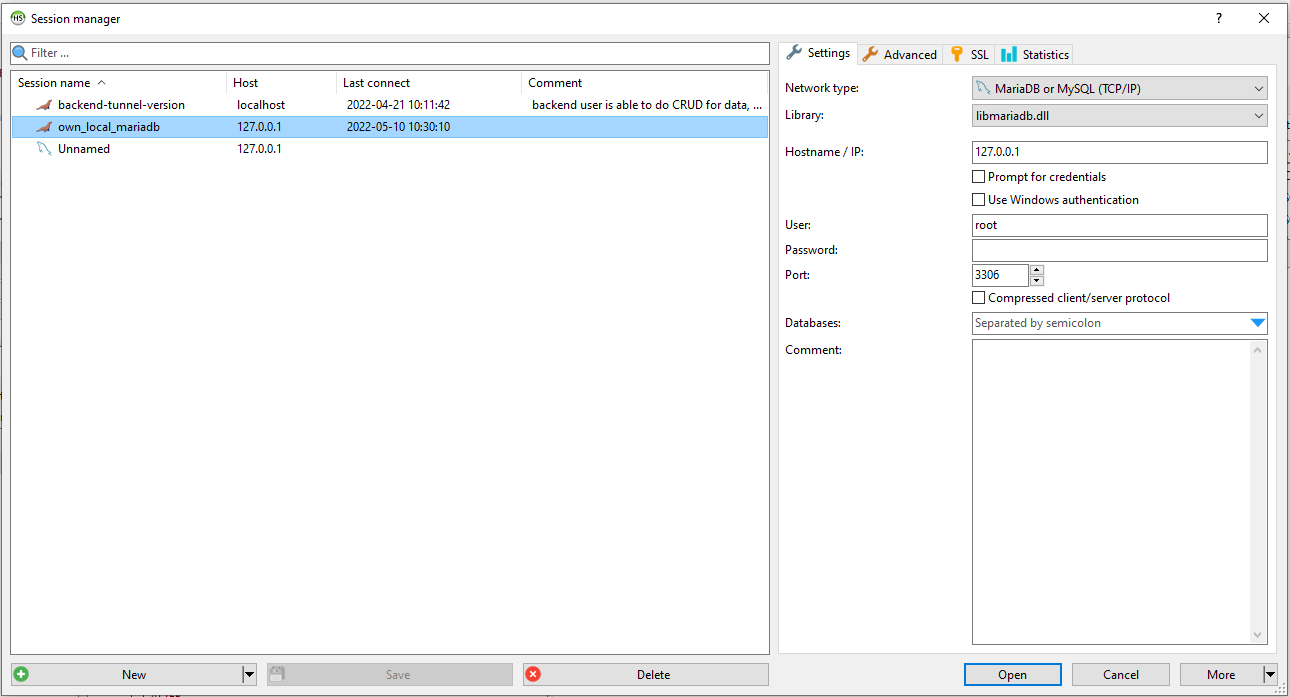 HS Session manager ?
Filter ...
Session name Host Last connect Comment
backend-tunnel-version localhost 2022-04-21 10:11:42 backend user is able to do CRUD for data, ...
own_local_mariadb 127.0.0.1 2022-05-10 10:30:10
Unnamed 127.0.0.1
New
Save
Delete
Settings Advanced SSL Statistics
Network type: MariaDB or MySQL (TCP/IP)
Library: libmariadb.dll
Hostname / IP: 127.0.0.1
Prompt for credentials
Use Windows authentication
User: root
Password:
Port: 3306
Compressed client/server protocol
Databases: Separated by semicolon
Comment:
Open Cancel More